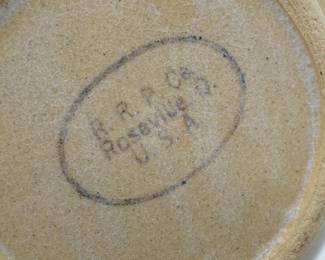 R. R. P. Co.
Roseville O.
U. S. A